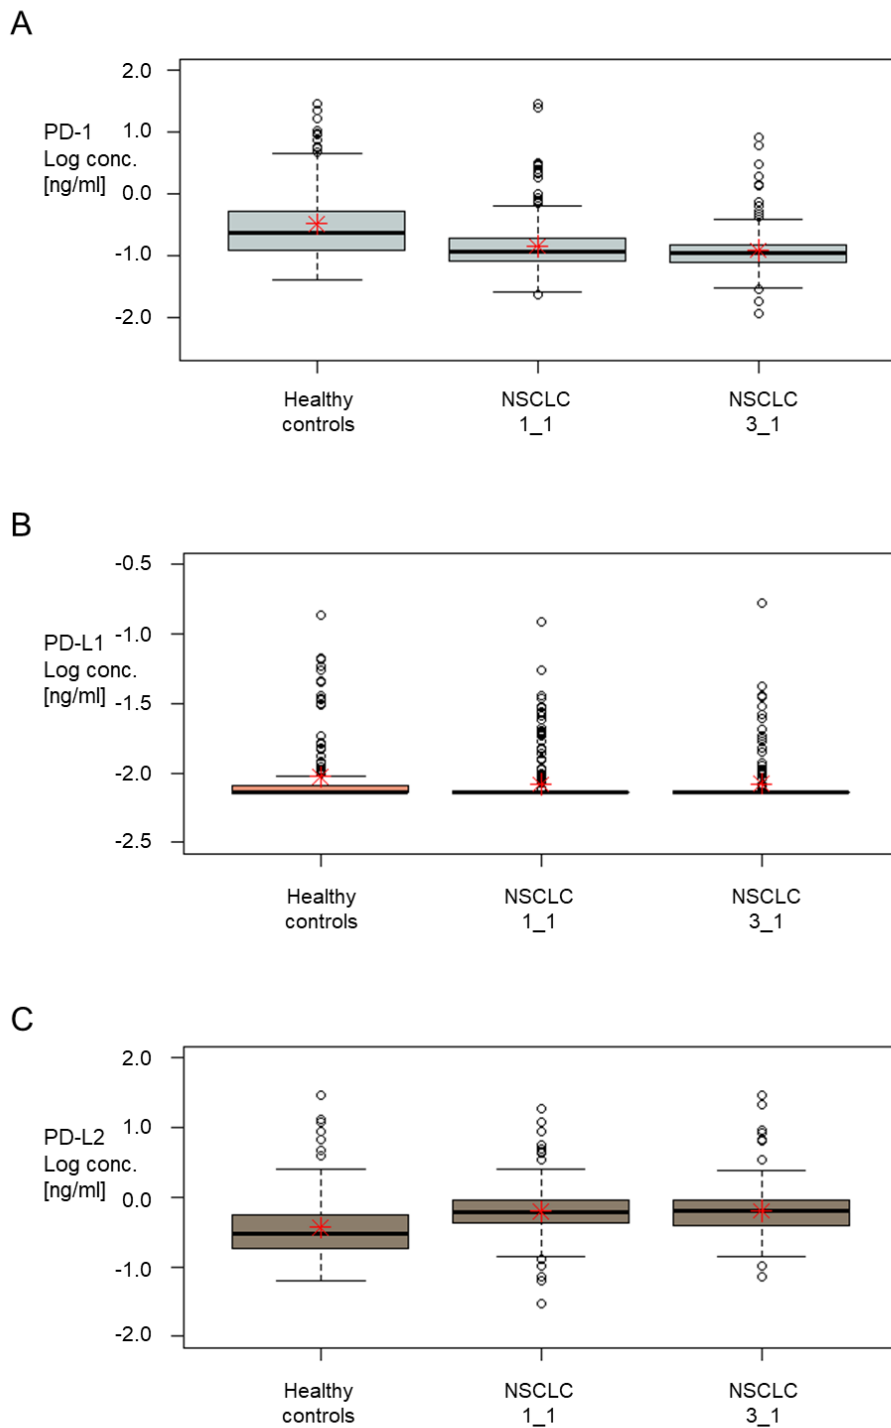 A
2.0
PD-1
1.0
Log conc.
[ng/ml]
0.0
-1.0
-2.0
Healthy NSCLC NSCLC
controls 1_1 3_1
B
-0.5
PD-L1
-1.0
Log conc.
[ng/ml]
-1.5
-2.0
-2.5
Healthy NSCLC NSCLC
controls 1_1 3_1
C
2.0
PD-L2
1.0
Log conc.
[ng/ml]
0.0
-1.0
-2.0
Healthy NSCLC NSCLC
controls 1_1 3_1